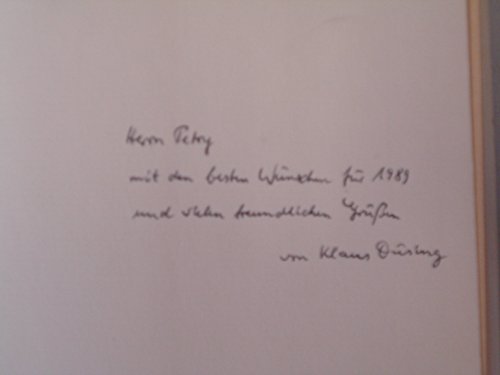 Herrn Petry
mit den besten Wünschen für 1989
und vielen freundlichen Grüßen
von Klaus Düsing